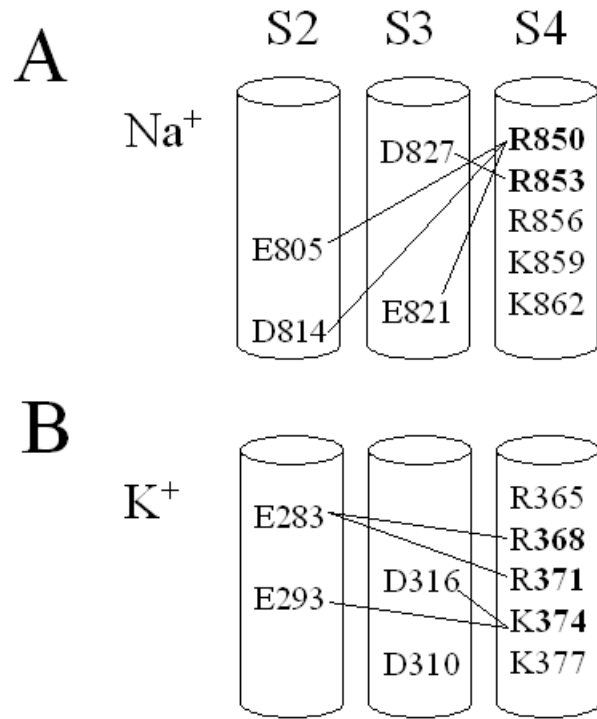 S2 S3 S4
A
Na⁺
D827 R850
R853
R856
E805 K859
D814 E821 K862
B
K⁺
R365
E283 R368
D316 R371
E293 K374
D310 K377